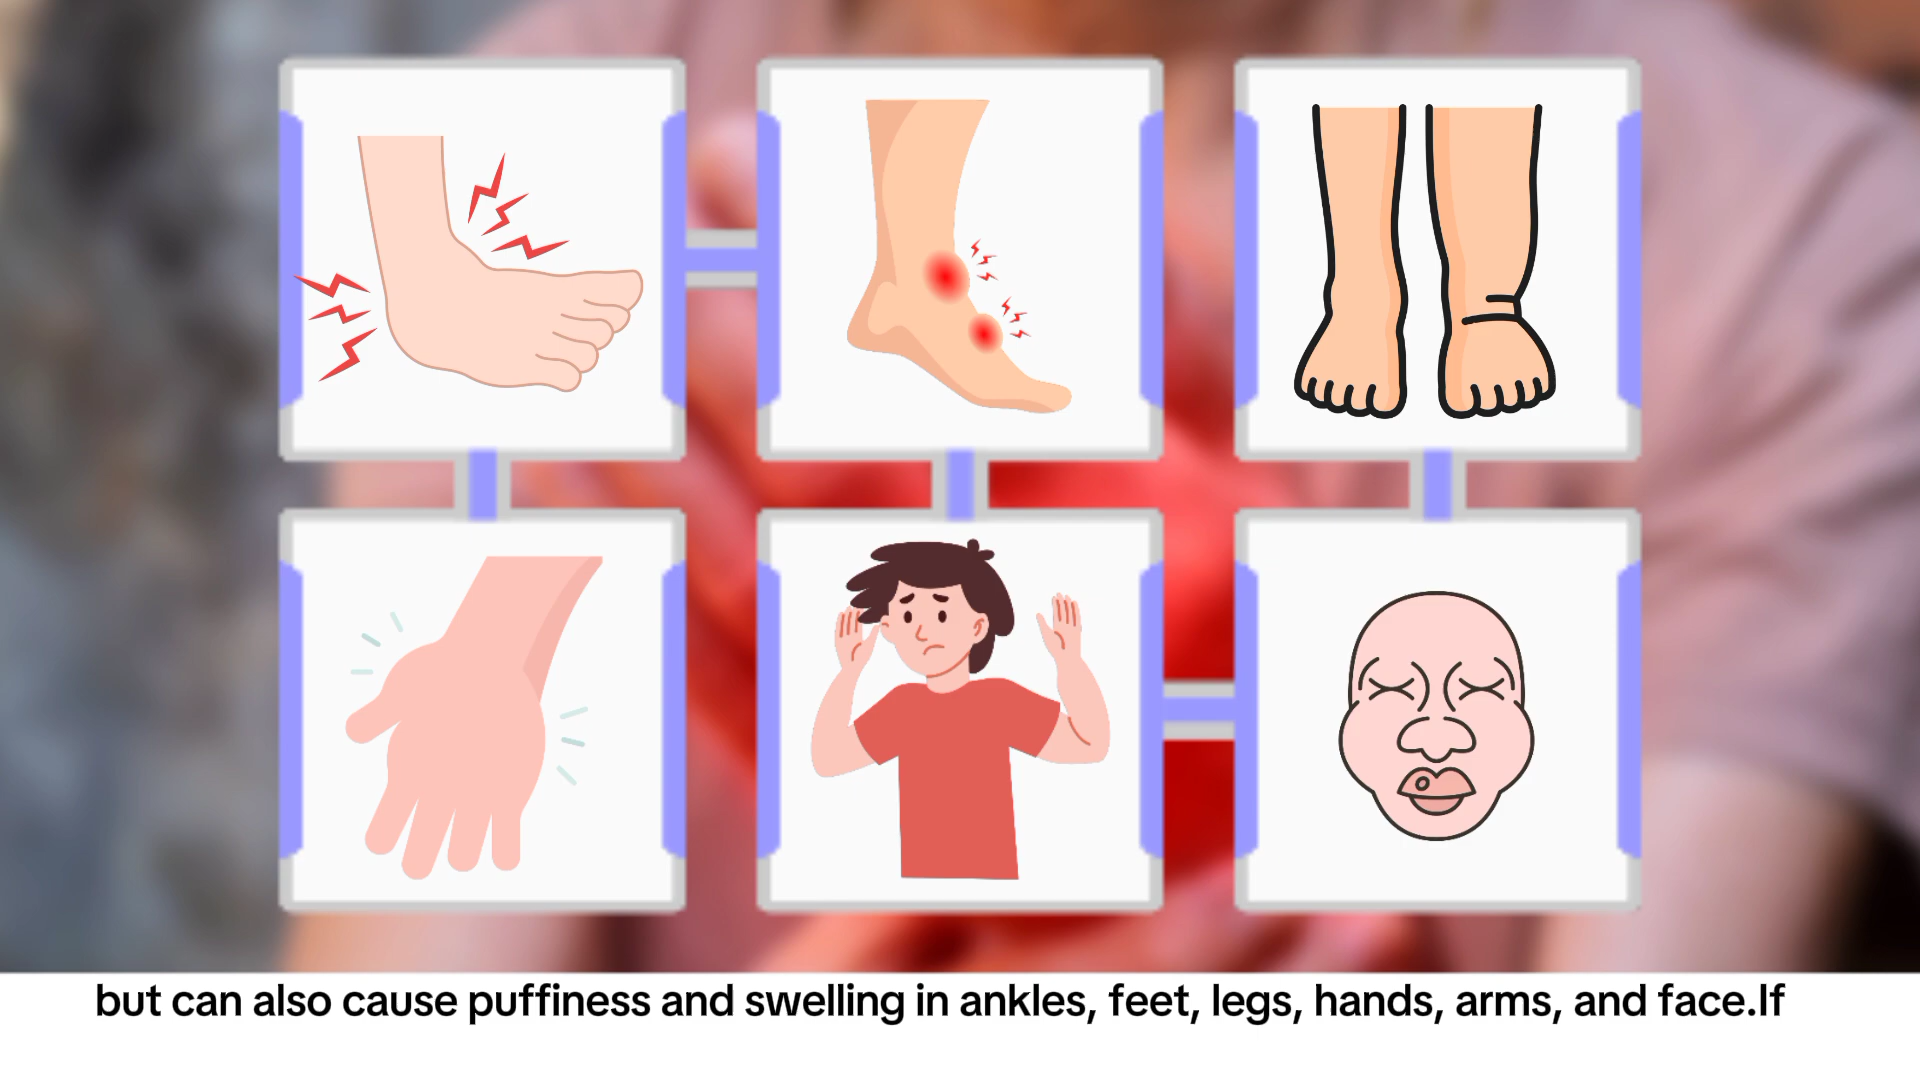 but can also cause puffiness and swelling in ankles, feet, legs, hands, arms, and face.If